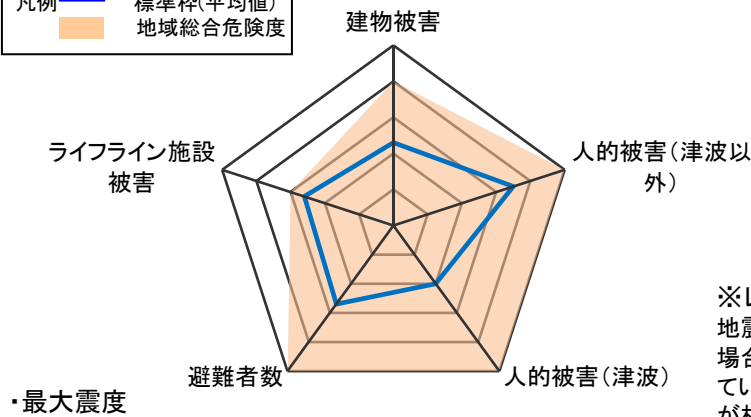 凡例 標準枠(平均値)
地域総合危険度
建物被害
ライフライン施設
被害
人的被害(津波以
外)
避難者数
人的被害(津波)
・最大震度
※レ
地震
場合
てい